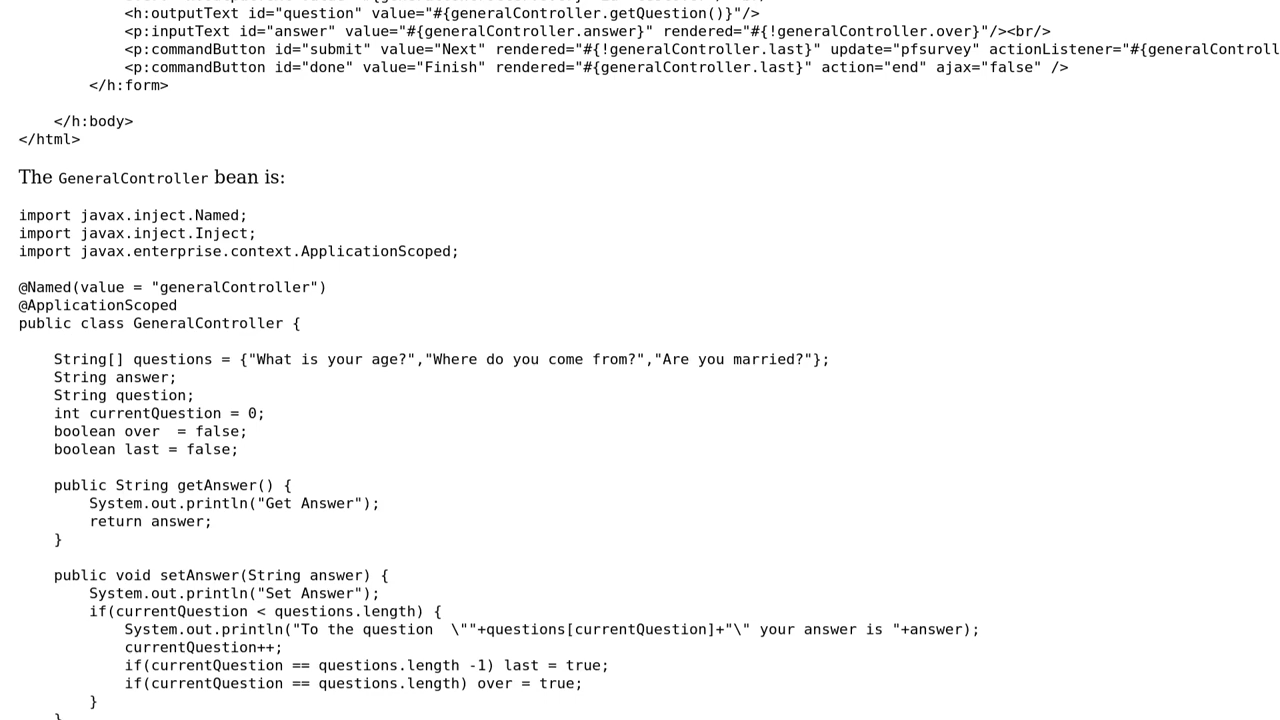 <h:outputText id="question" value="#{generalController.getQuestion()}"/>
<p:inputText id="answer" value="#{generalController.answer}" rendered="#{!generalController.over}"/><br/>
<p:commandButton id="submit" value="Next" rendered="#{!generalController.last}" update="pfsurvey" actionListener="#{generalControll
<p:commandButton id="done" value="Finish" rendered="#{generalController.last}" action="end" ajax="false" />
</h:form>
</h:body>
</html>
The GeneralController bean is:
import javax.inject.Named;
import javax.inject.Inject;
import javax.enterprise.context.ApplicationScoped;
@Named(value = "generalController")
@ApplicationScoped
public class GeneralController {
String[] questions = {"What is your age?","Where do you come from?","Are you married?"};
String answer;
String question;
int currentQuestion = 0;
boolean over  = false;
boolean last = false;
public String getAnswer() {
System.out.println("Get Answer");
return answer;
}
public void setAnswer(String answer) {
System.out.println("Set Answer");
if(currentQuestion < questions.length) {
System.out.println("To the question  \""+questions[currentQuestion]+"\" your answer is "+answer);
currentQuestion++;
if(currentQuestion == questions.length -1) last = true;
if(currentQuestion == questions.length) over = true;
}
}